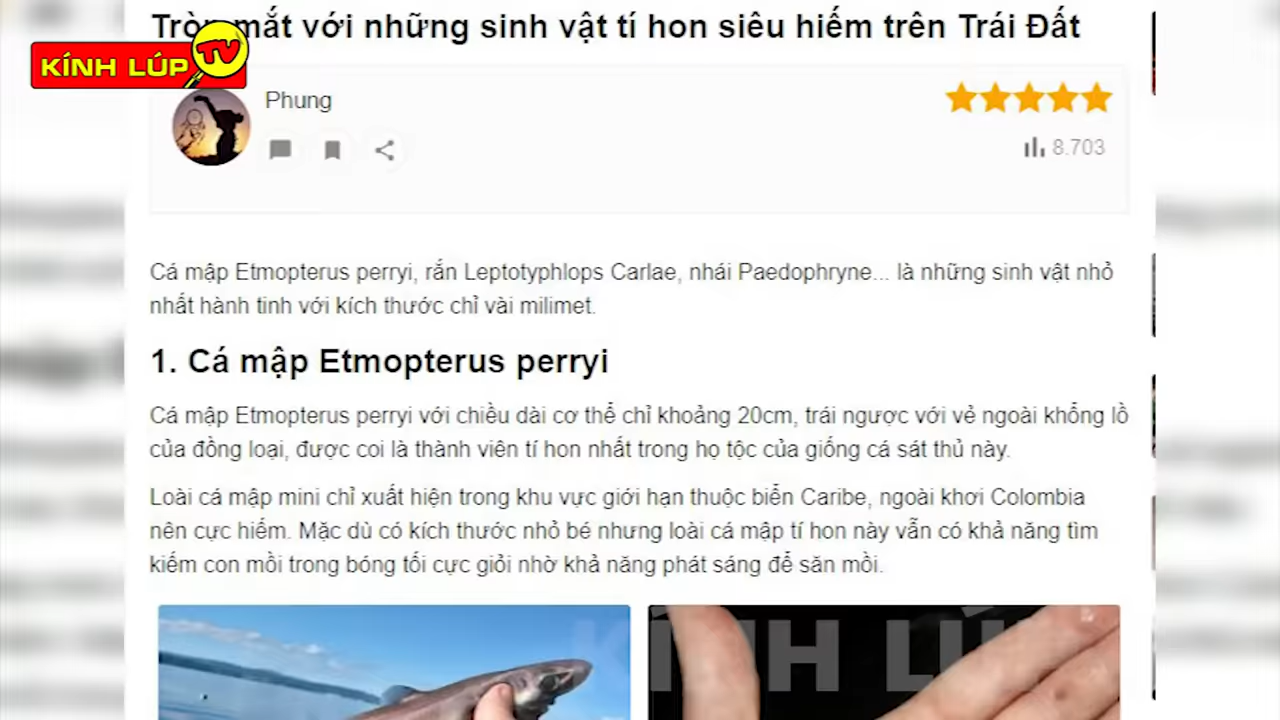 Tròn mắt với những sinh vật tí hon siêu hiếm trên Trái Đất
KÍNH LÚP TV
Phung
8.703
Cá mập Etmopterus perryi, rắn Leptotyphlops Carlae, nhái Paedophryne... là những sinh vật nhỏ
nhất hành tinh với kích thước chỉ vài milimet.
1. Cá mập Etmopterus perryi
Cá mập Etmopterus perryi với chiều dài cơ thể chỉ khoảng 20cm, trái ngược với vẻ ngoài khổng lồ
của đồng loại, được coi là thành viên tí hon nhất trong họ tộc của giống cá sát thủ này.
Loài cá mập mini chỉ xuất hiện trong khu vực giới hạn thuộc biển Caribe, ngoài khơi Colombia
nên cực hiếm. Mặc dù có kích thước nhỏ bé nhưng loài cá mập tí hon này vẫn có khả năng tìm
kiếm con mồi trong bóng tối cực giỏi nhờ khả năng phát sáng để săn mồi.
KÍNH LÚP